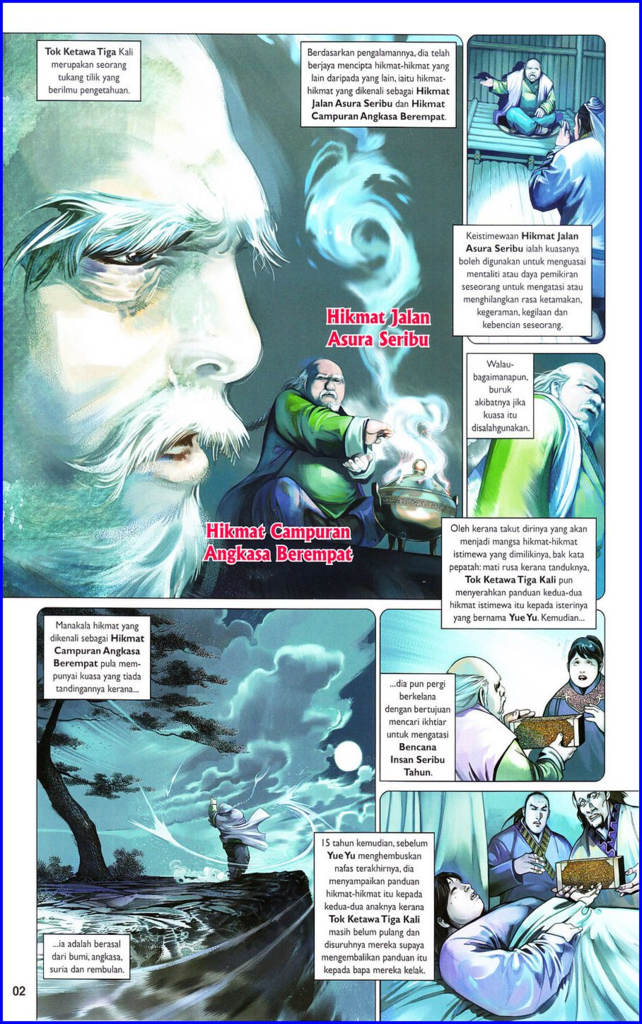 Tok Ketawa Tiga Kali
merupakan seorang
tukang tilik yang
berilmu pengetahuan.
Berdasarkan pengalamannya, dia telah
berjaya mencipta hikmat-hikmat yang
lain daripada yang lain, iaitu hikmat-
hikmat yang dikenali sebagai Hikmat
Jalan Asura Seribu dan Hikmat
Campuran Angkasa Berempat.
Keistimewaan Hikmat Jalan
Asura Seribu ialah kuasanya
boleh digunakan untuk menguasai
mentaliti atau daya pemikiran
seseorang untuk mengatasi atau
menghilangkan rasa ketamakan,
kegeraman, kegilaan dan
kebencian seseorang.
Hikmat Jalan
Asura Seribu
Walau-
bagaimanapun,
buruk
akibatnya jika
kuasa itu
disalahgunakan.
Hikmat Campuran
Angkasa Berempat
Oleh kerana takut dirinya yang akan
menjadi mangsa hikmat-hikmat
istimewa yang dimilikinya, bak kata
pepatah: mati rusa kerana tanduknya,
Tok Ketawa Tiga Kali pun
menyerahkan panduan kedua-dua
hikmat istimewa itu kepada isterinya
yang bernama Yue Yu. Kemudian...
Manakala hikmat yang
dikenali sebagai Hikmat
Campuran Angkasa
Berempat pula mem-
punyai kuasa yang tiada
tandingannya kerana...
...dia pun pergi
berkelana
dengan bertujuan
mencari ikhtiar
untuk mengatasi
Bencana
Insan Seribu
Tahun.
...ia adalah berasal
dari bumi, angkasa,
suria dan rembulan.
15 tahun kemudian, sebelum
Yue Yu menghembuskan
nafas terakhirnya, dia
menyampaikan panduan
hikmat-hikmat itu kepada
kedua-dua anaknya kerana
Tok Ketawa Tiga Kali
masih belum pulang dan
disuruhnya mereka supaya
mengembalikan panduan itu
kepada bapa mereka kelak.
02